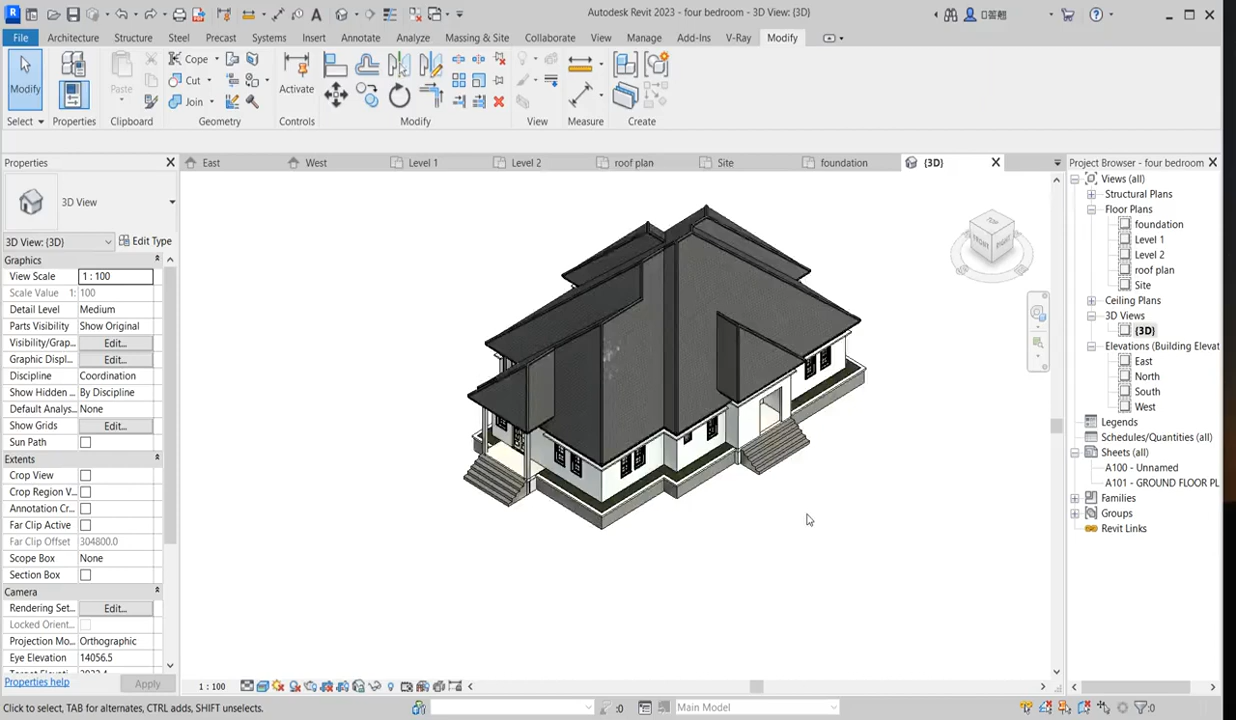 Autodesk Revit 2023 - four bedroom - 3D View: {3D}
File Architecture Structure Steel Precast Systems Insert Annotate Analyze Massing & Site Collaborate View Manage Add-Ins V-Ray Modify
Modify
Paste
Cope
Cut
Join
Activate
Select Properties Clipboard Geometry Controls Modify View Measure Create
Properties
East West Level 1 Level 2 roof plan Site foundation {3D}
Project Browser - four bedroom
3D View
3D View: {3D} Edit Type
Graphics
View Scale 1 : 100
Scale Value 1: 100
Detail Level Medium
Parts Visibility Show Original
Visibility/Grap... Edit...
Graphic Displ... Edit...
Discipline Coordination
Show Hidden ... By Discipline
Default Analys... None
Show Grids Edit...
Sun Path
Extents
Crop View
Crop Region V...
Annotation Cr...
Far Clip Active
Far Clip Offset 304800.0
Scope Box None
Section Box
Camera
Rendering Set... Edit...
Locked Orient...
Projection Mo... Orthographic
Eye Elevation 14056.5
Properties help Apply
TOP
FRONT
RIGHT
Views (all)
Structural Plans
Floor Plans
foundation
Level 1
Level 2
roof plan
Site
Ceiling Plans
3D Views
{3D}
Elevations (Building Elevat
East
North
South
West
Legends
Schedules/Quantities (all)
Sheets (all)
A100 - Unnamed
A101 - GROUND FLOOR PL
Families
Groups
Revit Links
1 : 100
Click to select, TAB for alternates, CTRL adds, SHIFT unselects.
:0
Main Model
:0